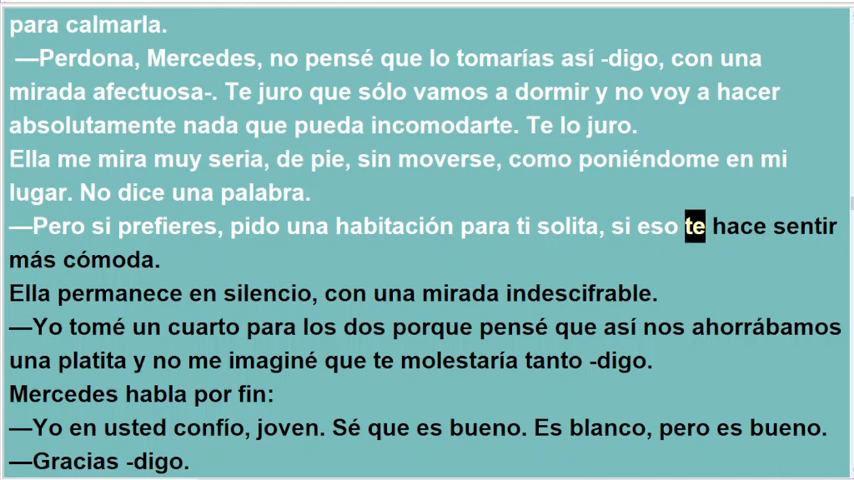 para calmarla.
—Perdona, Mercedes, no pensé que lo tomarías así -digo, con una
mirada afectuosa-. Te juro que sólo vamos a dormir y no voy a hacer
absolutamente nada que pueda incomodarte. Te lo juro.
Ella me mira muy seria, de pie, sin moverse, como poniéndome en mi
lugar. No dice una palabra.
—Pero si prefieres, pido una habitación para ti solita, si eso te hace sentir
más cómoda.
Ella permanece en silencio, con una mirada indescifrable.
—Yo tomé un cuarto para los dos porque pensé que así nos ahorrábamos
una platita y no me imaginé que te molestaría tanto -digo.
Mercedes habla por fin:
—Yo en usted confío, joven. Sé que es bueno. Es blanco, pero es bueno.
—Gracias -digo.